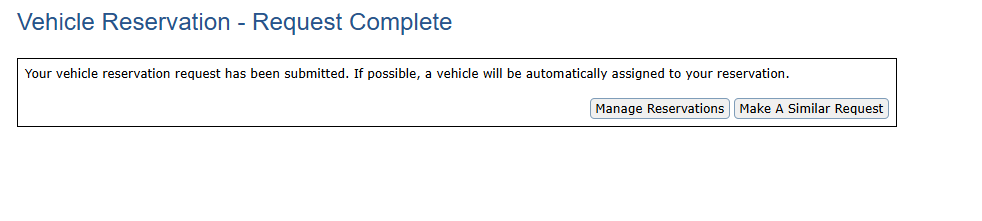 Vehicle Reservation - Request Complete
Your vehicle reservation request has been submitted. If possible, a vehicle will be automatically assigned to your reservation.
Manage Reservations Make A Similar Request